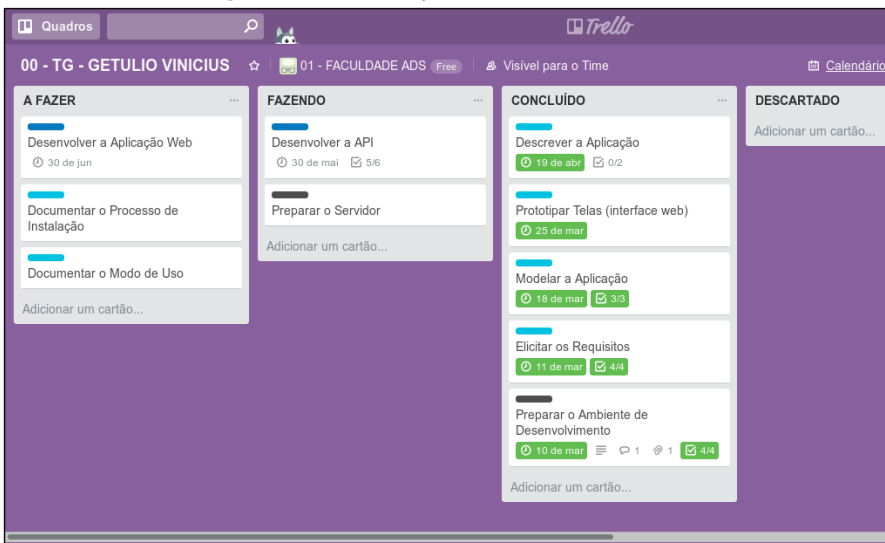 Quadros
Trello
00 - TG - GETULIO VINICIUS
01 - FACULDADE ADS Free
Visível para o Time
Calendário
A FAZER
Desenvolver a Aplicação Web
30 de jun
Documentar o Processo de
Instalação
Documentar o Modo de Uso
Adicionar um cartão...
FAZENDO
Desenvolver a API
30 de mai 5/6
Preparar o Servidor
Adicionar um cartão...
CONCLUÍDO
Descrever a Aplicação
19 de abr 0/2
Prototipar Telas (interface web)
25 de mar
Modelar a Aplicação
18 de mar 3/3
Elicitar os Requisitos
11 de mar 4/4
Preparar o Ambiente de
Desenvolvimento
10 de mar 1 1 4/4
Adicionar um cartão...
DESCARTADO
Adicionar um cartão...